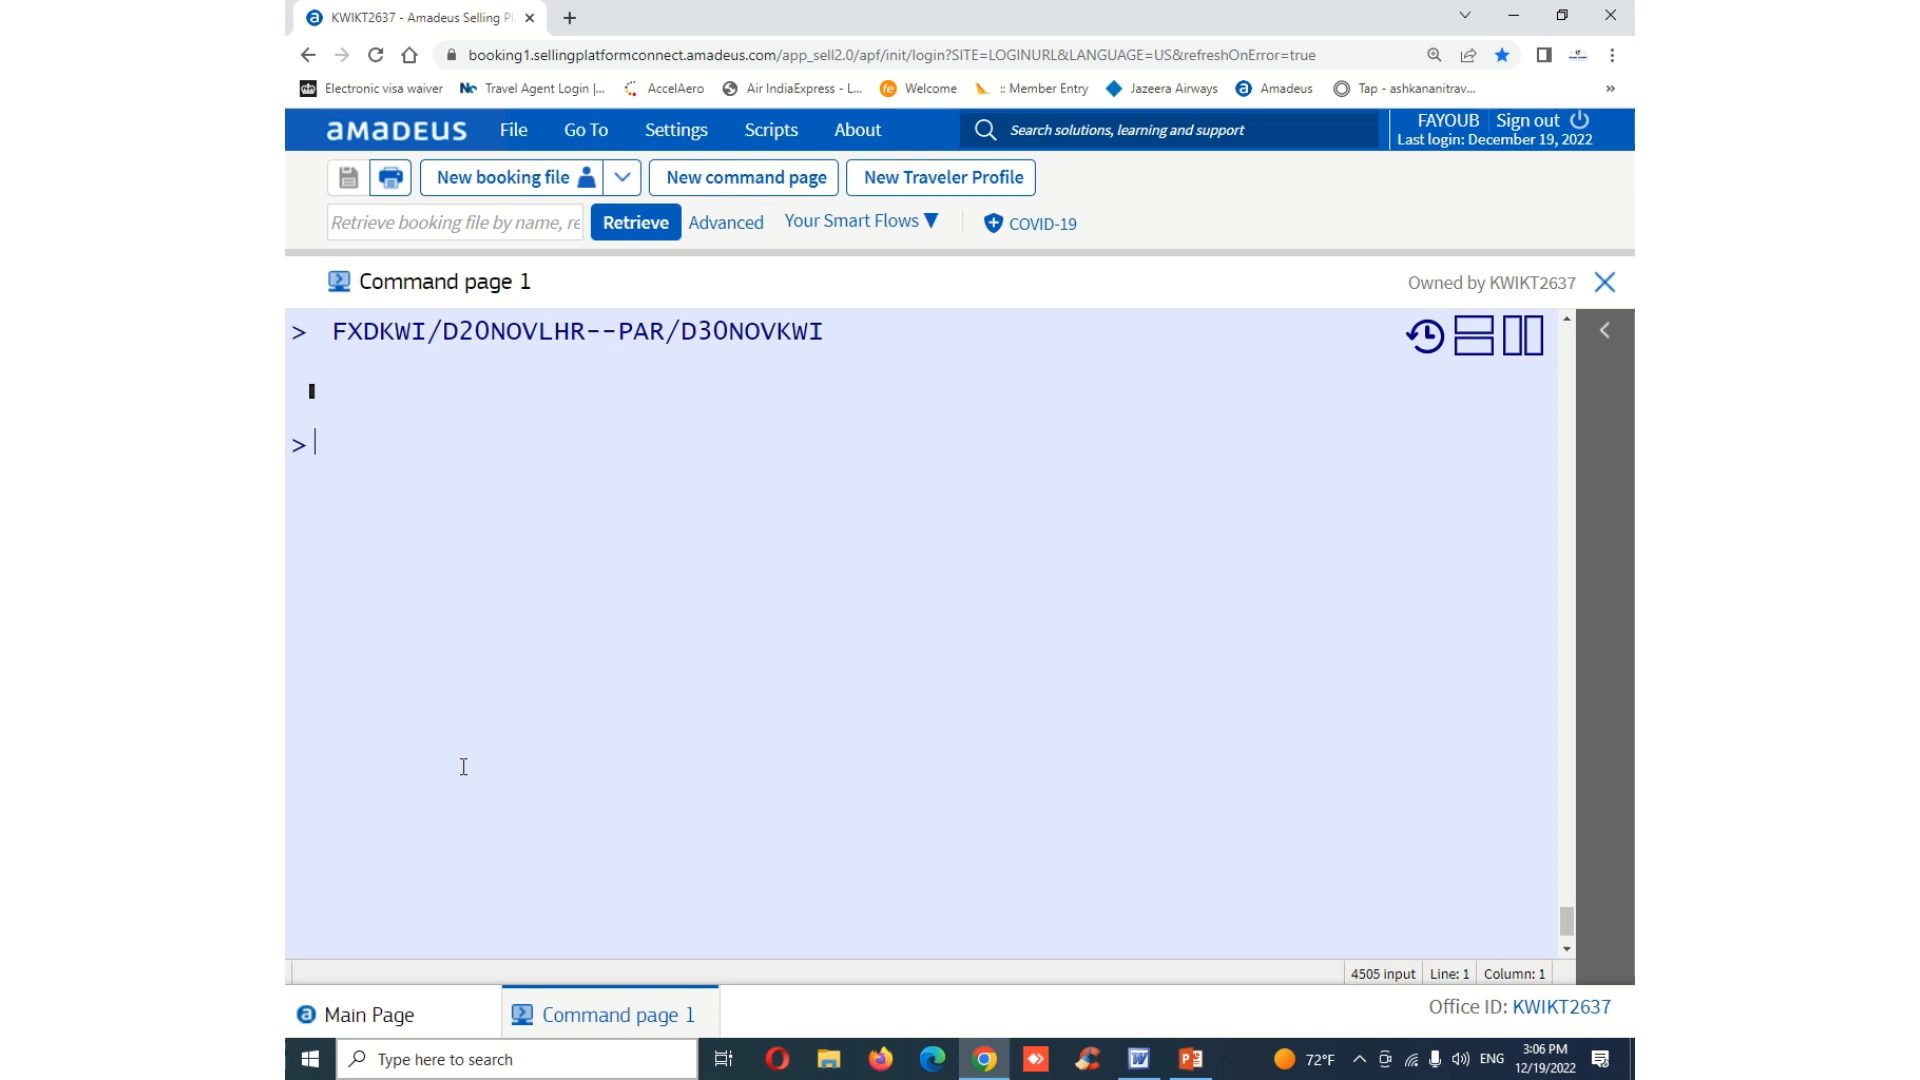 KWIKT2637 - Amadeus Selling Pl
booking1.sellingplatformconnect.amadeus.com/app_sell2.0/apf/init/login?SITE=LOGINURL&LANGUAGE=US&refreshOnError=true
Electronic visa waiver Travel Agent Login |... AccelAero Air IndiaExpress - L... Welcome :: Member Entry Jazeera Airways Amadeus Tap - ashkananitrav... »
amadeus File Go To Settings Scripts About Search solutions, learning and support FAYOUB Sign out
Last login: December 19, 2022
New booking file New command page New Traveler Profile
Retrieve booking file by name, re Retrieve Advanced Your Smart Flows COVID-19
Command page 1 Owned by KWIKT2637
> FXDKWI/D20NOVLHR--PAR/D30NOVKWI
>
4505 input Line: 1 Column: 1
Main Page Command page 1 Office ID: KWIKT2637
Type here to search 72°F ENG 3:06 PM
12/19/2022